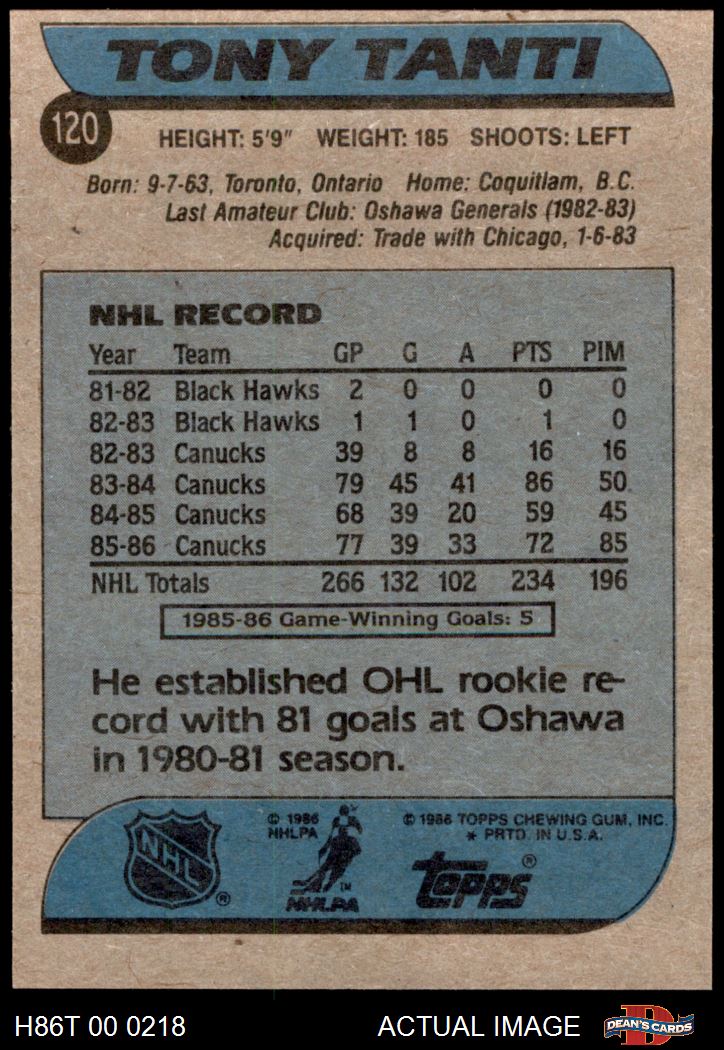 TONY TANTI
120
HEIGHT: 5'9" WEIGHT: 185 SHOOTS: LEFT
Born: 9-7-63, Toronto, Ontario Home: Coquitlam, B.C.
Last Amateur Club: Oshawa Generals (1982-83)
Acquired: Trade with Chicago, 1-6-83
NHL RECORD
Year Team GP G A PTS PIM
81-82 Black Hawks 2 0 0 0 0
82-83 Black Hawks 1 1 0 1 0
82-83 Canucks 39 8 8 16 16
83-84 Canucks 79 45 41 86 50
84-85 Canucks 68 39 20 59 45
85-86 Canucks 77 39 33 72 85
NHL Totals 266 132 102 234 196
1985-86 Game-Winning Goals: 5
He established OHL rookie re-
cord with 81 goals at Oshawa
in 1980-81 season.
NHL ®
© 1986
NHLPA
TM
NHLPA
© 1986 TOPPS CHEWING GUM, INC.
* PRTD. IN U.S.A.
topps ®
H86T 00 0218 ACTUAL IMAGE
D
DEAN'S CARDS